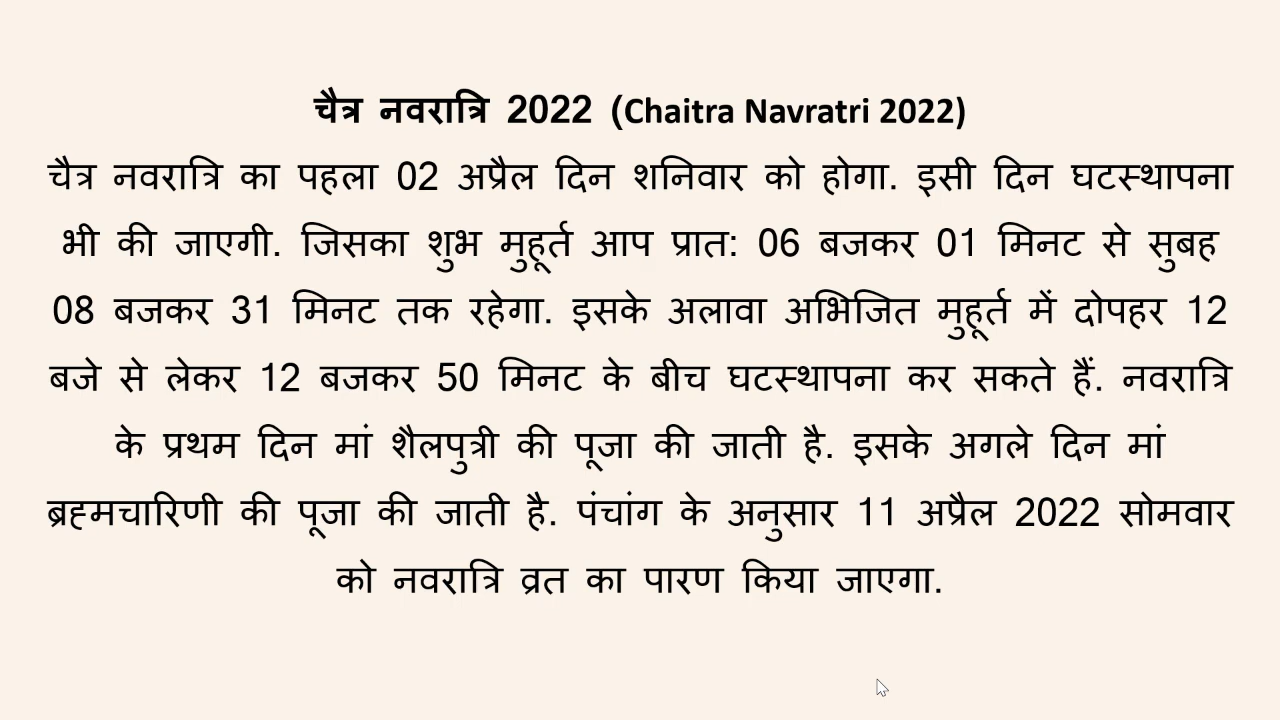 चैत्र नवरात्रि 2022 (Chaitra Navratri 2022)
चैत्र नवरात्रि का पहला 02 अप्रैल दिन शनिवार को होगा. इसी दिन घटस्थापना
भी की जाएगी. जिसका शुभ मुहूर्त आप प्रात: 06 बजकर 01 मिनट से सुबह
08 बजकर 31 मिनट तक रहेगा. इसके अलावा अभिजित मुहूर्त में दोपहर 12
बजे से लेकर 12 बजकर 50 मिनट के बीच घटस्थापना कर सकते हैं. नवरात्रि
के प्रथम दिन मां शैलपुत्री की पूजा की जाती है. इसके अगले दिन मां
ब्रह्मचारिणी की पूजा की जाती है. पंचांग के अनुसार 11 अप्रैल 2022 सोमवार
को नवरात्रि व्रत का पारण किया जाएगा.